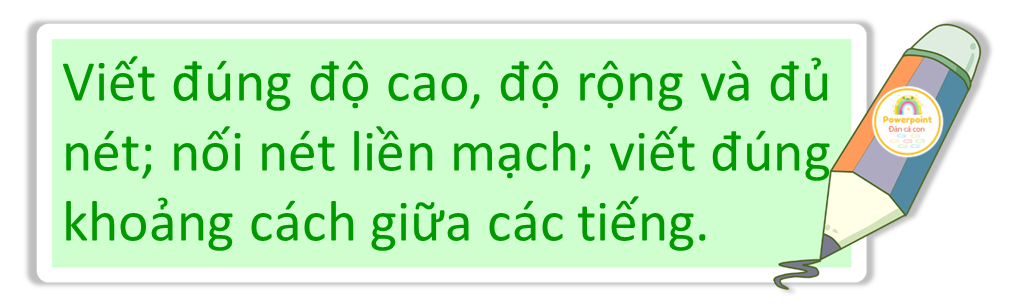 Viết đúng độ cao, độ rộng và đủ
nét; nối nét liền mạch; viết đúng
khoảng cách giữa các tiếng.
Powerpoint
Đàn cá con